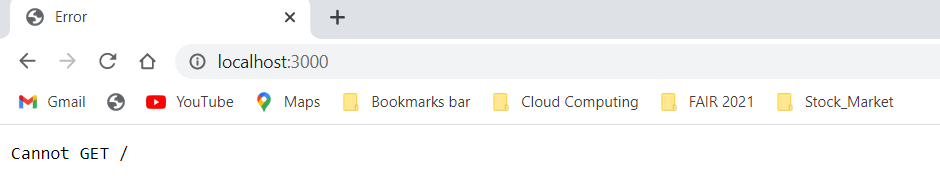 Error
localhost:3000
Gmail YouTube Maps Bookmarks bar Cloud Computing FAIR 2021 Stock_Market
Cannot GET /